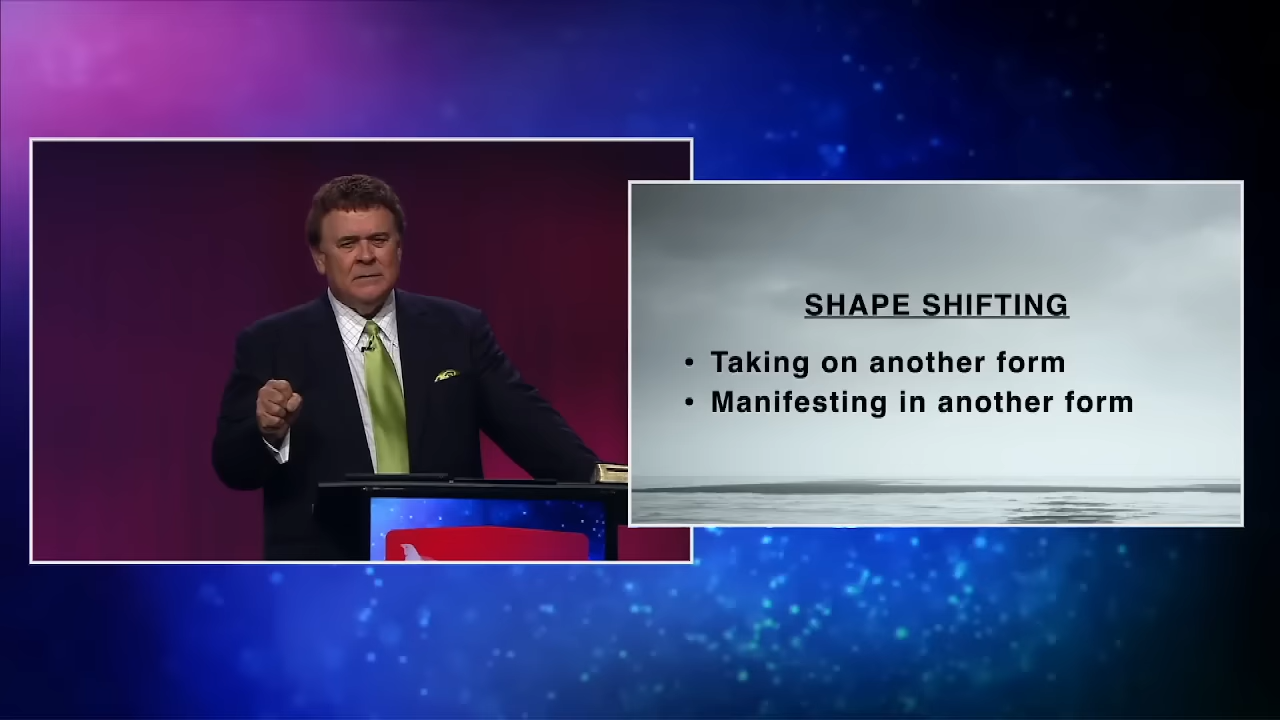 SHAPE SHIFTING
• Taking on another form
• Manifesting in another form